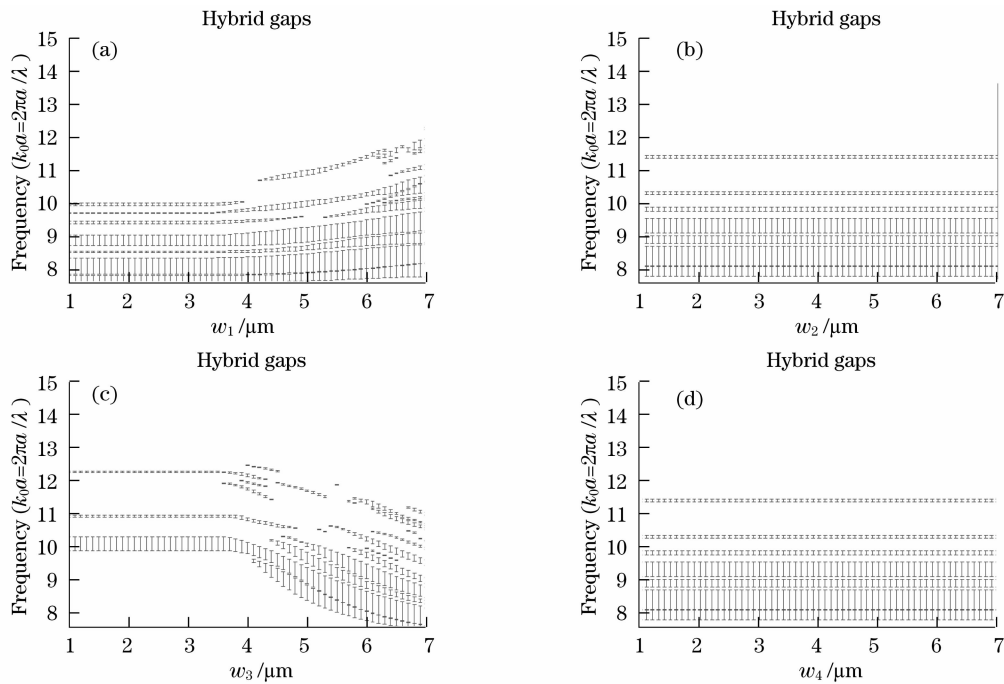 Hybrid gaps
(a)
Frequency (k₀a=2πa/λ)
15
14
13
12
11
10
9
8
1 2 3 4 5 6 7
w₁/μm
Hybrid gaps
(b)
Frequency (k₀a=2πa/λ)
15
14
13
12
11
10
9
8
1 2 3 4 5 6 7
w₂/μm
Hybrid gaps
(c)
Frequency (k₀a=2πa/λ)
15
14
13
12
11
10
9
8
1 2 3 4 5 6 7
w₃/μm
Hybrid gaps
(d)
Frequency (k₀a=2πa/λ)
15
14
13
12
11
10
9
8
1 2 3 4 5 6 7
w₄/μm